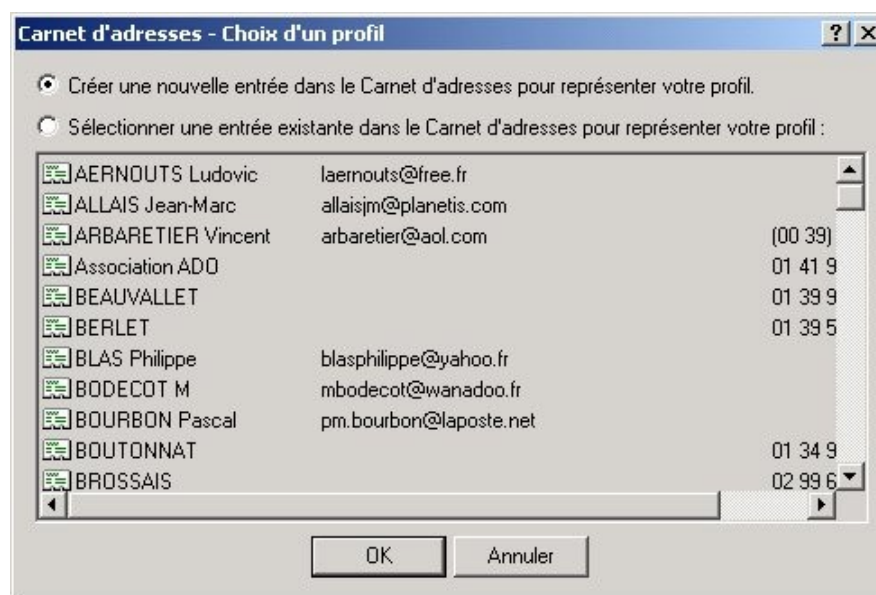 Carnet d'adresses - Choix d'un profil
Créer une nouvelle entrée dans le Carnet d'adresses pour représenter votre profil.
Sélectionner une entrée existante dans le Carnet d'adresses pour représenter votre profil :
AERNOUTS Ludovic laernouts@free.fr
ALLAIS Jean-Marc allaisjm@planetis.com
ARBARETIER Vincent arbaretier@aol.com (00 39)
Association ADO 01 41 9
BEAUVALLET 01 39 9
BERLET 01 39 5
BLAS Philippe blasphilippe@yahoo.fr
BODECOT M mbodecot@wanadoo.fr
BOURBON Pascal pm.bourbon@laposte.net
BOUTONNAT 01 34 9
BROSSAIS 02 99 6
OK Annuler